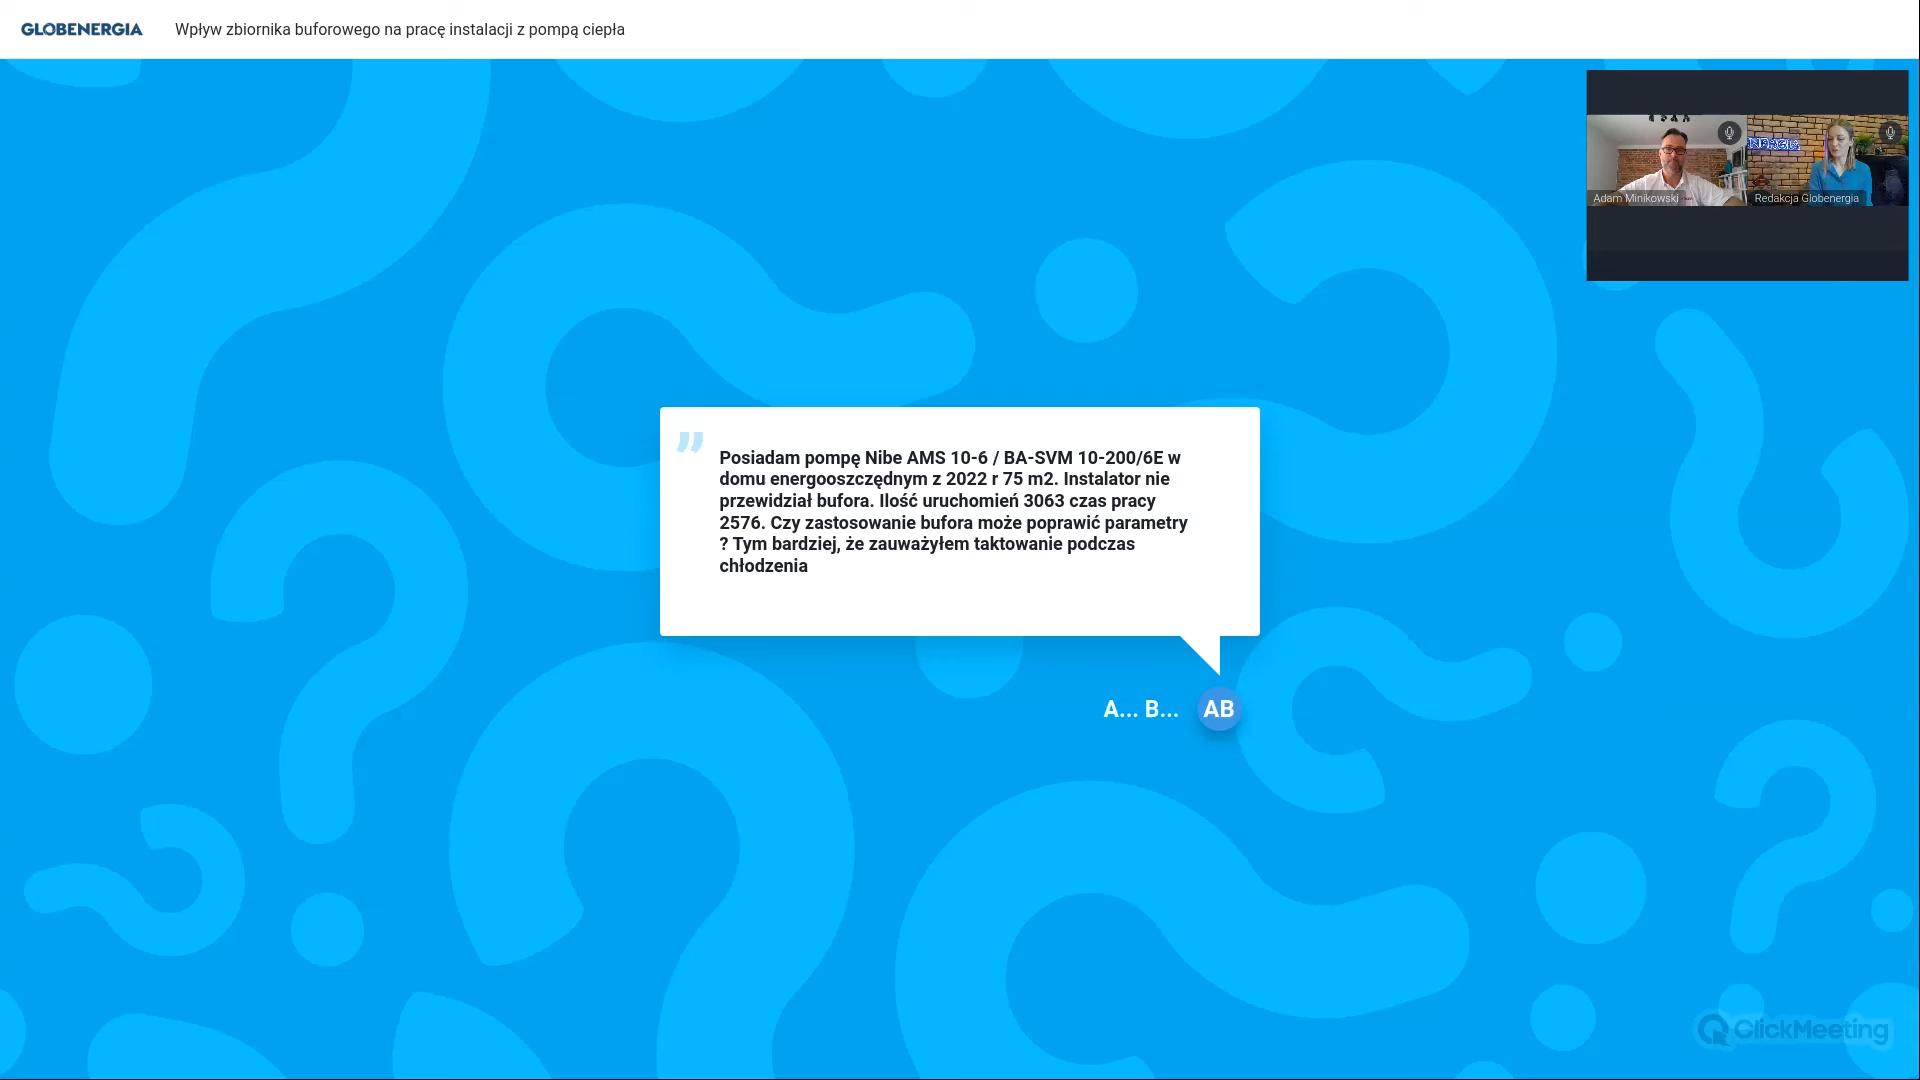 GLOBENERGIA
Wpływ zbiornika buforowego na pracę instalacji z pompą ciepła
NERGIA
Adam Minikowski
Redakcja Globenergia
”
Posiadam pompę Nibe AMS 10-6 / BA-SVM 10-200/6E w
domu energooszczędnym z 2022 r 75 m2. Instalator nie
przewidział bufora. Ilość uruchomień 3063 czas pracy
2576. Czy zastosowanie bufora może poprawić parametry
? Tym bardziej, że zauważyłem taktowanie podczas
chłodzenia
A... B...
AB
ClickMeeting